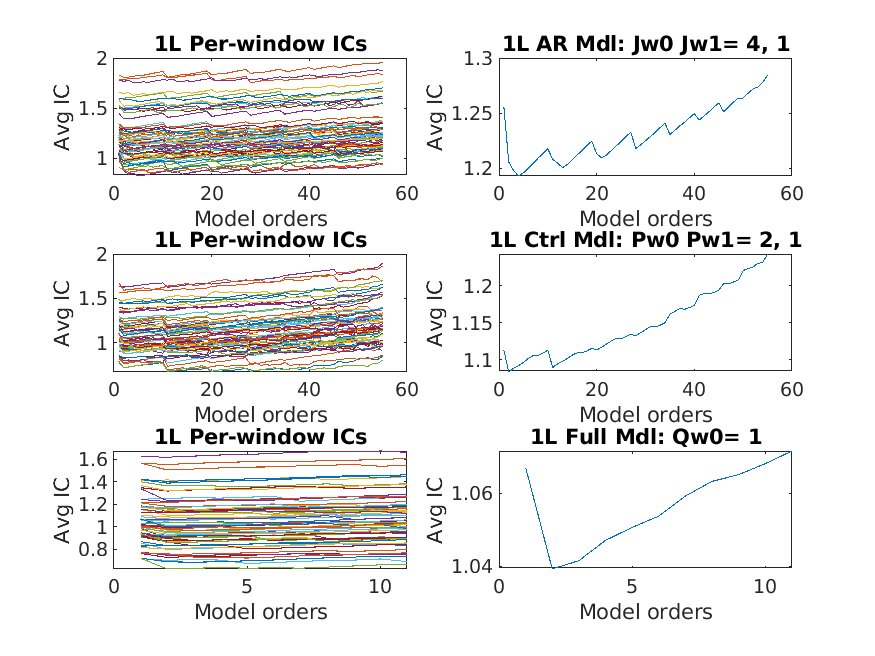 1L Per-window ICs
2
1.5
1
Avg IC
0 20 40 60
Model orders
1L AR Mdl: Jw0 Jw1= 4, 1
1.3
1.25
1.2
Avg IC
0 20 40 60
Model orders
1L Per-window ICs
2
1.5
1
Avg IC
0 20 40 60
Model orders
1L Ctrl Mdl: Pw0 Pw1= 2, 1
1.2
1.15
1.1
Avg IC
0 20 40 60
Model orders
1L Per-window ICs
1.6
1.4
1.2
1
0.8
Avg IC
0 5 10
Model orders
1L Full Mdl: Qw0= 1
1.06
1.04
Avg IC
0 5 10
Model orders